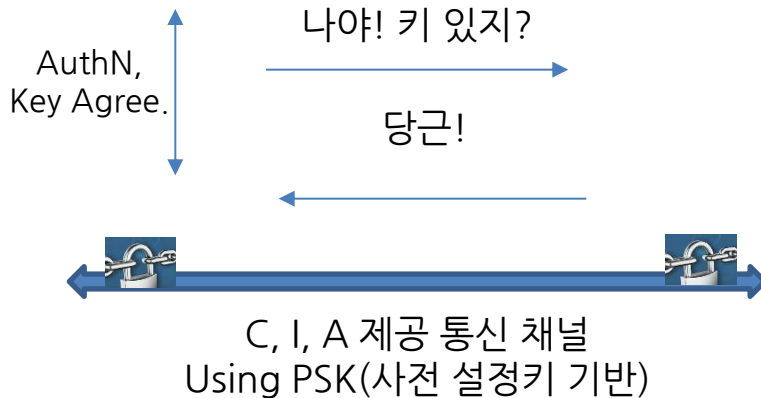 나야! 키 있지?
AuthN,
Key Agree.
당근!
C, I, A 제공 통신 채널
Using PSK(사전 설정키 기반)